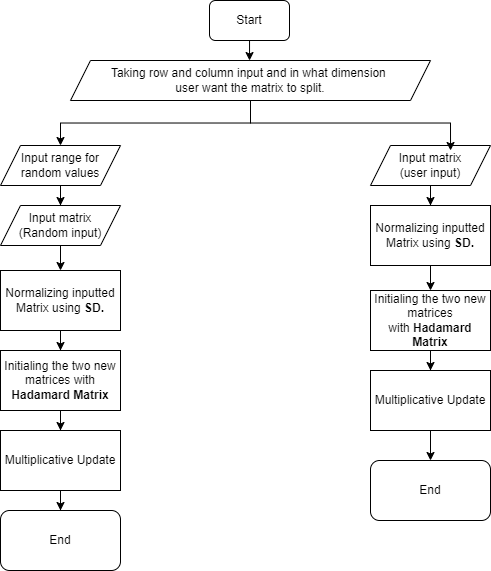 Start
Taking row and column input and in what dimension
user want the matrix to split.
Input range for
random values
Input matrix
(Random input)
Normalizing inputted
Matrix using SD.
Initialing the two new
matrices with
Hadamard Matrix
Multiplicative Update
End
Input matrix
(user input)
Normalizing inputted
Matrix using SD.
Initialing the two new
matrices
with Hadamard
Matrix
Multiplicative Update
End